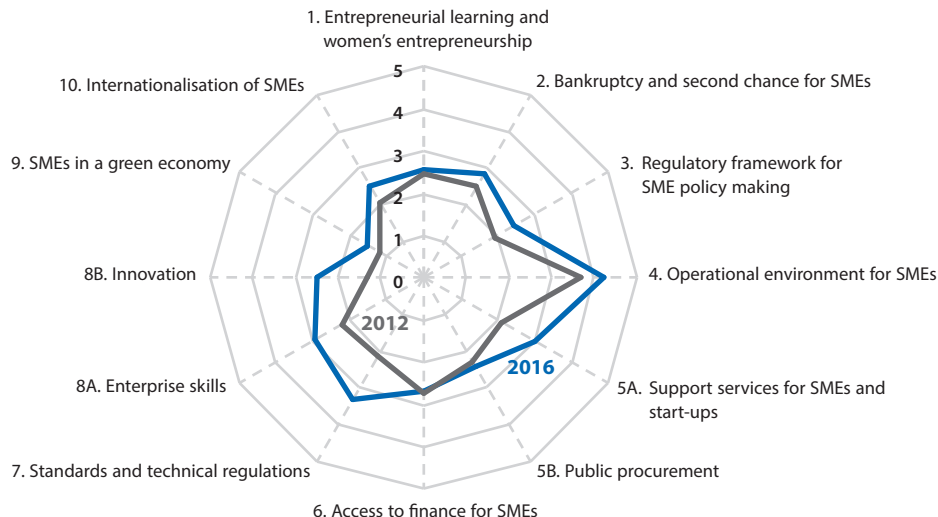 1. Entrepreneurial learning and
women's entrepreneurship
5
10. Internationalisation of SMEs
2. Bankruptcy and second chance for SMEs
4
9. SMEs in a green economy
3
3. Regulatory framework for
SME policy making
2
1
8B. Innovation
0
4. Operational environment for SMEs
2012
2016
8A. Enterprise skills
5A. Support services for SMEs and
start-ups
7. Standards and technical regulations
5B. Public procurement
6. Access to finance for SMEs